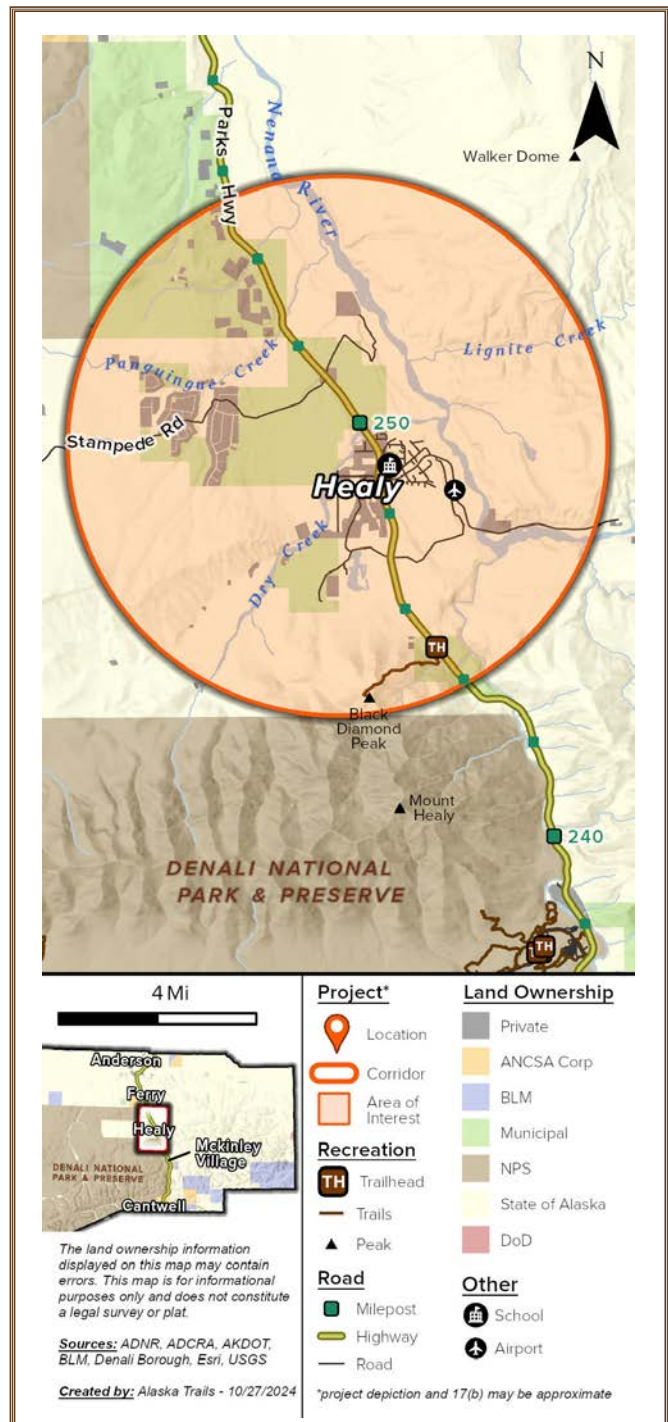 N
Nenana River
Parks Hwy
Walker Dome
Panguingue Creek
Lignite Creek
Stampede Rd
250
Healy
Dry Creek
TH
Black
Diamond
Peak
Mount
Healy
240
DENALI NATIONAL
PARK & PRESERVE
TH
4 Mi
Anderson
Ferry
Healy
Mckinley
Village
DENALI NATIONAL
PARK & PRESERVE
Cantwell
The land ownership information
displayed on this map may contain
errors. This map is for informational
purposes only and does not constitute
a legal survey or plat.
Sources: ADNR, ADCRA, AKDOT,
BLM, Denali Borough, Esri, USGS
Created by: Alaska Trails - 10/27/2024
Project*
Location
Corridor
Area of
Interest
Recreation
TH Trailhead
Trails
Peak
Road
Milepost
Highway
Road
Land Ownership
Private
ANCSA Corp
BLM
Municipal
NPS
State of Alaska
DoD
Other
School
Airport
*project depiction and 17(b) may be approximate